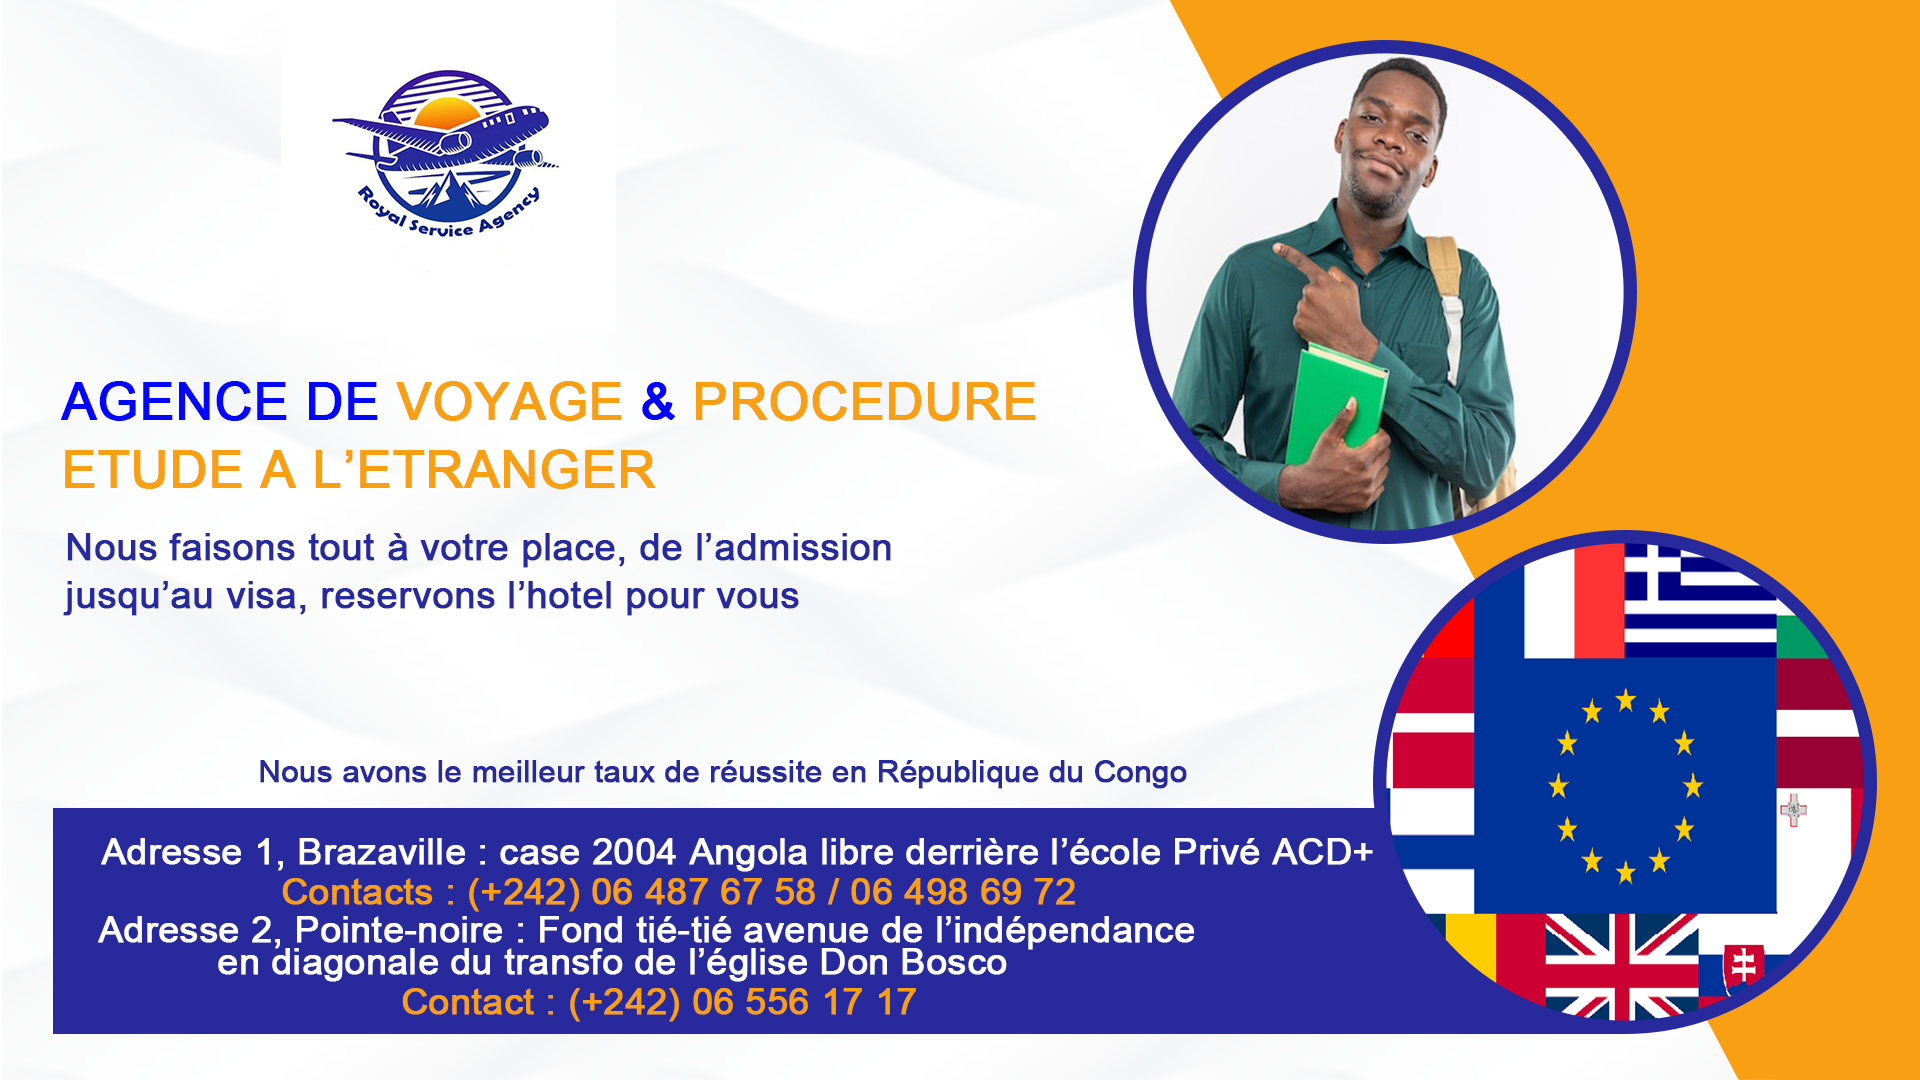 Royal Service Agency
AGENCE DE VOYAGE & PROCEDURE
ETUDE A L’ETRANGER
Nous faisons tout à votre place, de l’admission
jusqu’au visa, reservons l’hotel pour vous
Nous avons le meilleur taux de réussite en République du Congo
Adresse 1, Brazaville : case 2004 Angola libre derrière l’école Privé ACD+
Contacts : (+242) 06 487 67 58 / 06 498 69 72
Adresse 2, Pointe-noire : Fond tié-tié avenue de l’indépendance
en diagonale du transfo de l’église Don Bosco
Contact : (+242) 06 556 17 17